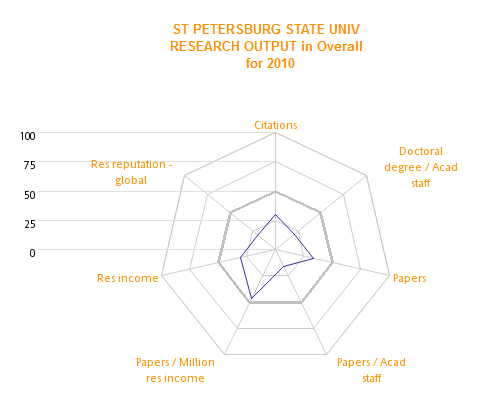 ST PETERSBURG STATE UNIV
RESEARCH OUTPUT in Overall
for 2010
Citations
100
Doctoral
degree / Acad
staff
Res reputation -
global
75
50
25
0
Res income
Papers
Papers / Million
res income
Papers / Acad
staff